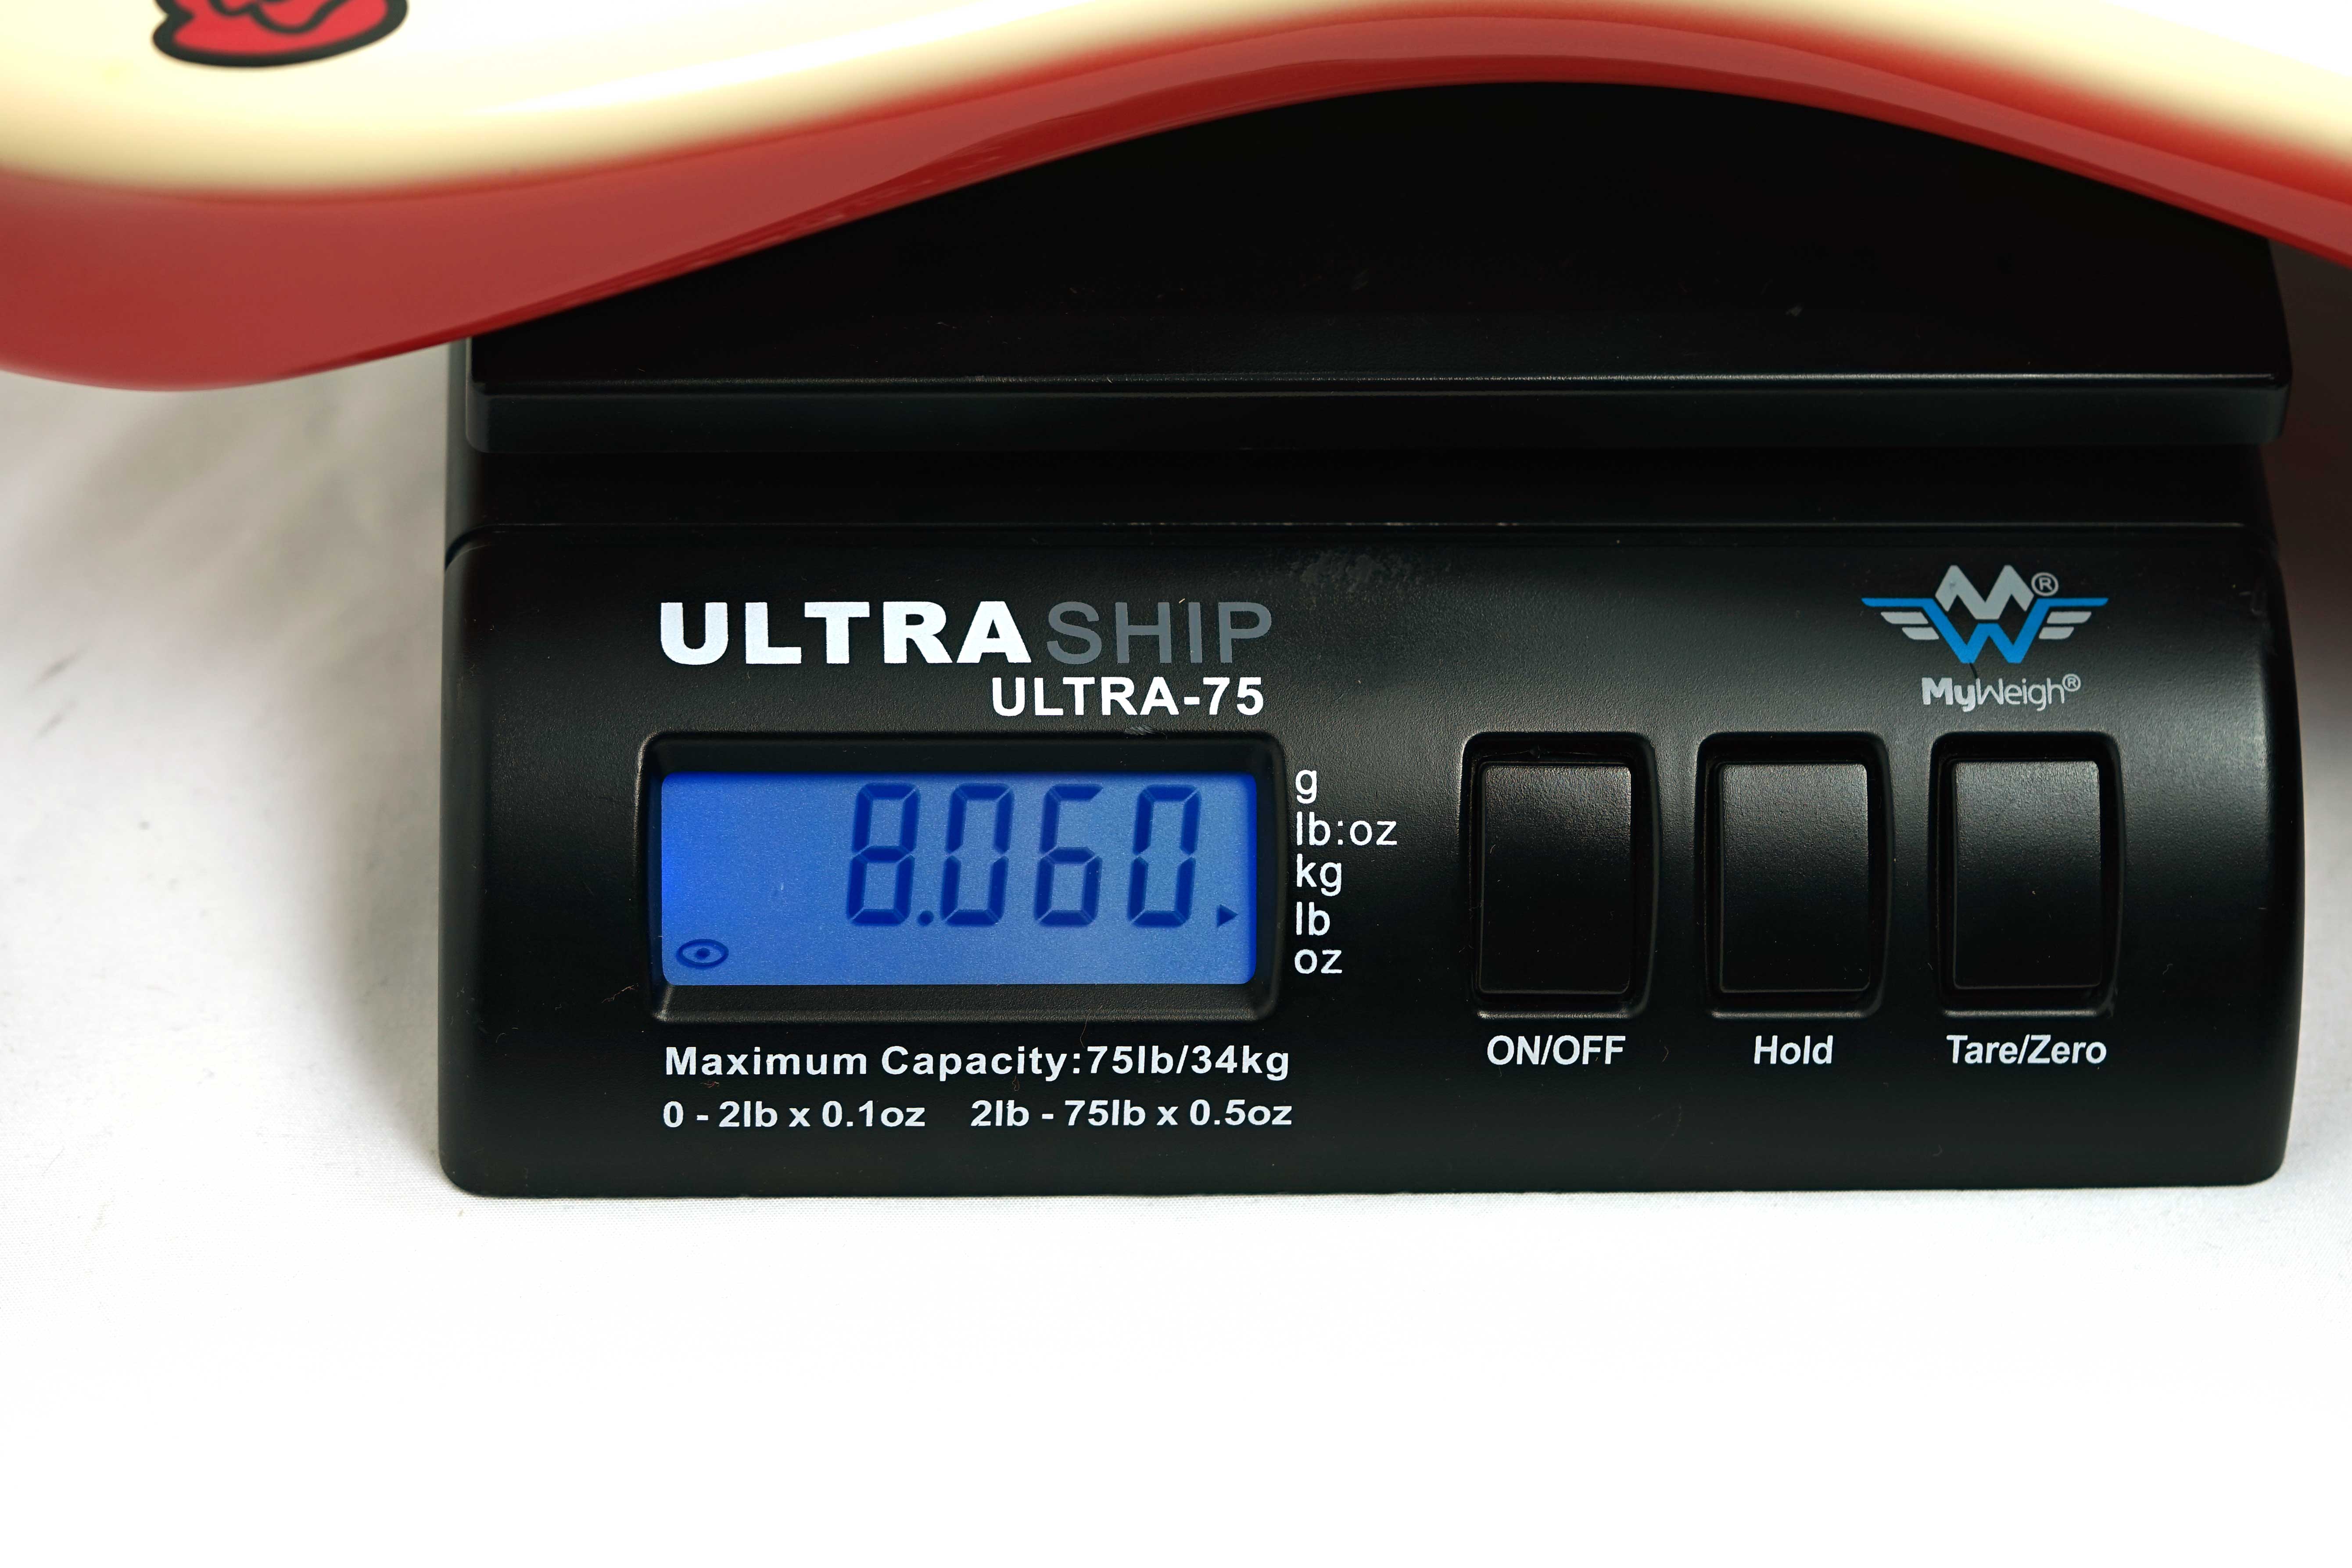 ULTRASHIP
ULTRA-75
MW®
MyWeigh®
8.060
g
lb:oz
kg
lb
oz
ON/OFF
Hold
Tare/Zero
Maximum Capacity:75lb/34kg
0 - 2lb x 0.1oz 2lb - 75lb x 0.5oz